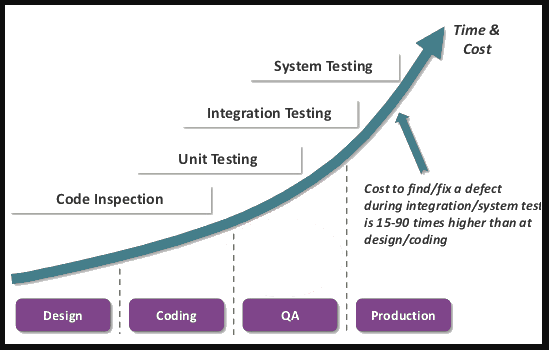 Time &
Cost
System Testing
Integration Testing
Unit Testing
Code Inspection
Cost to find/fix a defect
during integration/system test
is 15-90 times higher than at
design/coding
Design
Coding
QA
Production